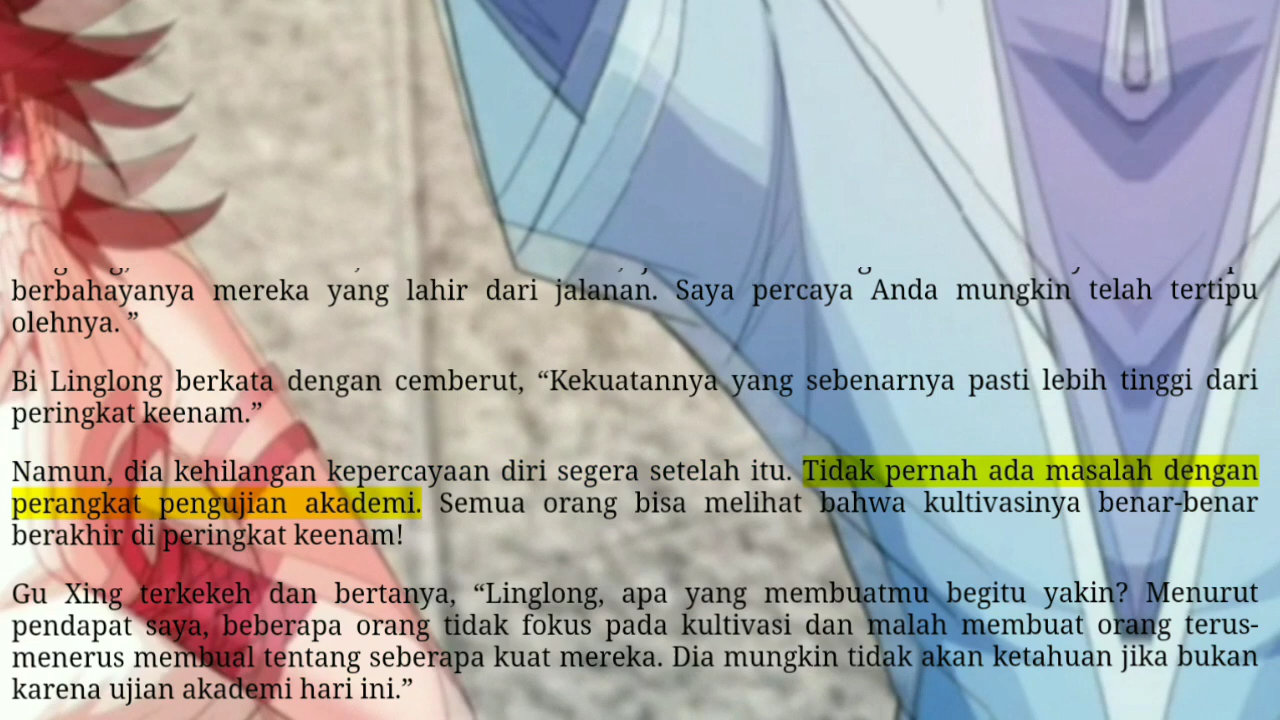 berbahayanya mereka yang lahir dari jalanan. Saya percaya Anda mungkin telah tertipu
olehnya. ”
Bi Linglong berkata dengan cemberut, “Kekuatannya yang sebenarnya pasti lebih tinggi dari
peringkat keenam.”
Namun, dia kehilangan kepercayaan diri segera setelah itu. Tidak pernah ada masalah dengan
perangkat pengujian akademi. Semua orang bisa melihat bahwa kultivasinya benar-benar
berakhir di peringkat keenam!
Gu Xing terkekeh dan bertanya, “Linglong, apa yang membuatmu begitu yakin? Menurut
pendapat saya, beberapa orang tidak fokus pada kultivasi dan malah membuat orang terus-
menerus membual tentang seberapa kuat mereka. Dia mungkin tidak akan ketahuan jika bukan
karena ujian akademi hari ini.”